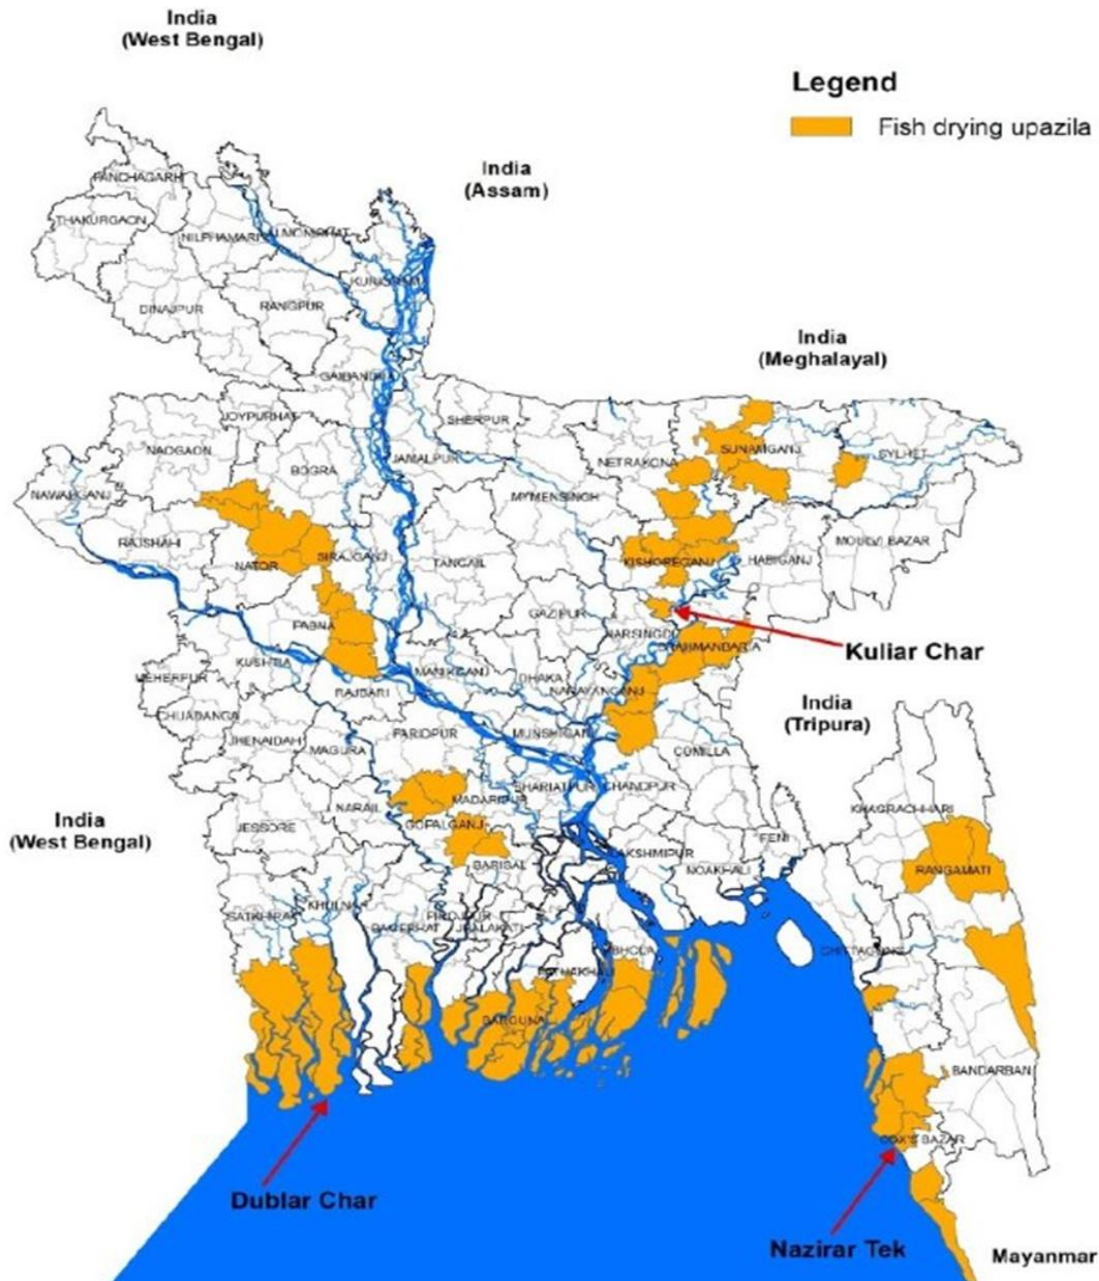 India
(West Bengal)
Legend
Fish drying upazila
India
(Assam)
PANCHAGARH
THAKURGAON
NILPHAMARI
LALMONIRHAT
KURIGRAM
DINAJPUR
RANGPUR
India
(Meghalayal)
GAIBANDHA
JOYPURHAT
SHERPUR
NAOGAON
BOGRA
JAMALPUR
NETRAKONA
SUNAMGANJ
SYLHET
NAWABGANJ
MYMENSINGH
RAJSHAHI
NATOR
SIRAJGANJ
TANGAIL
KISHOREGANJ
HABIGANJ
MOULVI BAZAR
GAZIPUR
PABNA
NARSINGDI
BRAHMANBARIA
Kuliar Char
KUSHTIA
MEHERPUR
MANIKGANJ
DHAKA
NARAYANGANJ
RAJBARI
India
(Tripura)
CHUADANGA
JHENAIDAH
MAGURA
FARIDPUR
MUNSHIGANJ
COMILLA
SHARIATPUR
CHANDPUR
NARAIL
MADARIPUR
KHAGRACHHARI
India
(West Bengal)
JESSORE
GOPALGANJ
FENI
LAKSHMIPUR
BARISAL
NOAKHALI
RANGAMATI
SATKHIRA
KHULNA
BAGERHAT
PIROJPUR
JHALAKATI
BHOLA
CHITTAGONG
PATUAKHALI
BARGUNA
BANDARBAN
COX'S BAZAR
Dublar Char
Nazirar Tek
Mayanmar